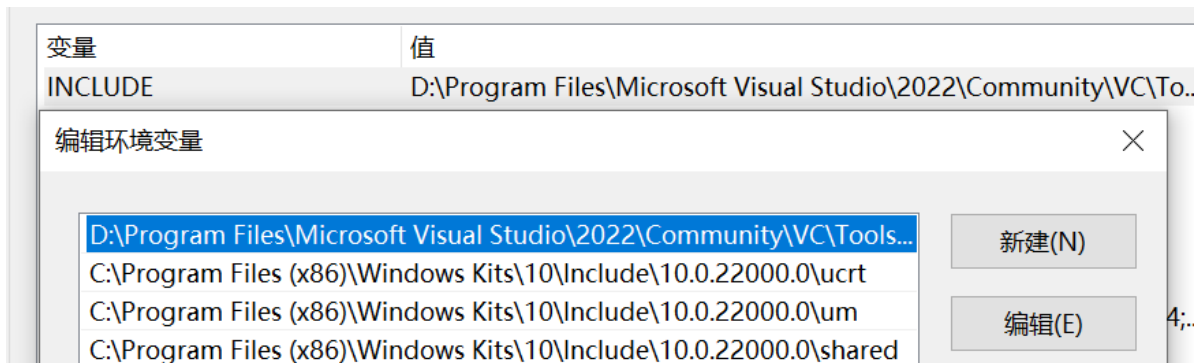 变量 值
INCLUDE D:\Program Files\Microsoft Visual Studio\2022\Community\VC\To..
编辑环境变量
D:\Program Files\Microsoft Visual Studio\2022\Community\VC\Tools...
新建(N)
C:\Program Files (x86)\Windows Kits\10\Include\10.0.22000.0\ucrt
C:\Program Files (x86)\Windows Kits\10\Include\10.0.22000.0\um
编辑(E)
4;..
C:\Program Files (x86)\Windows Kits\10\Include\10.0.22000.0\shared